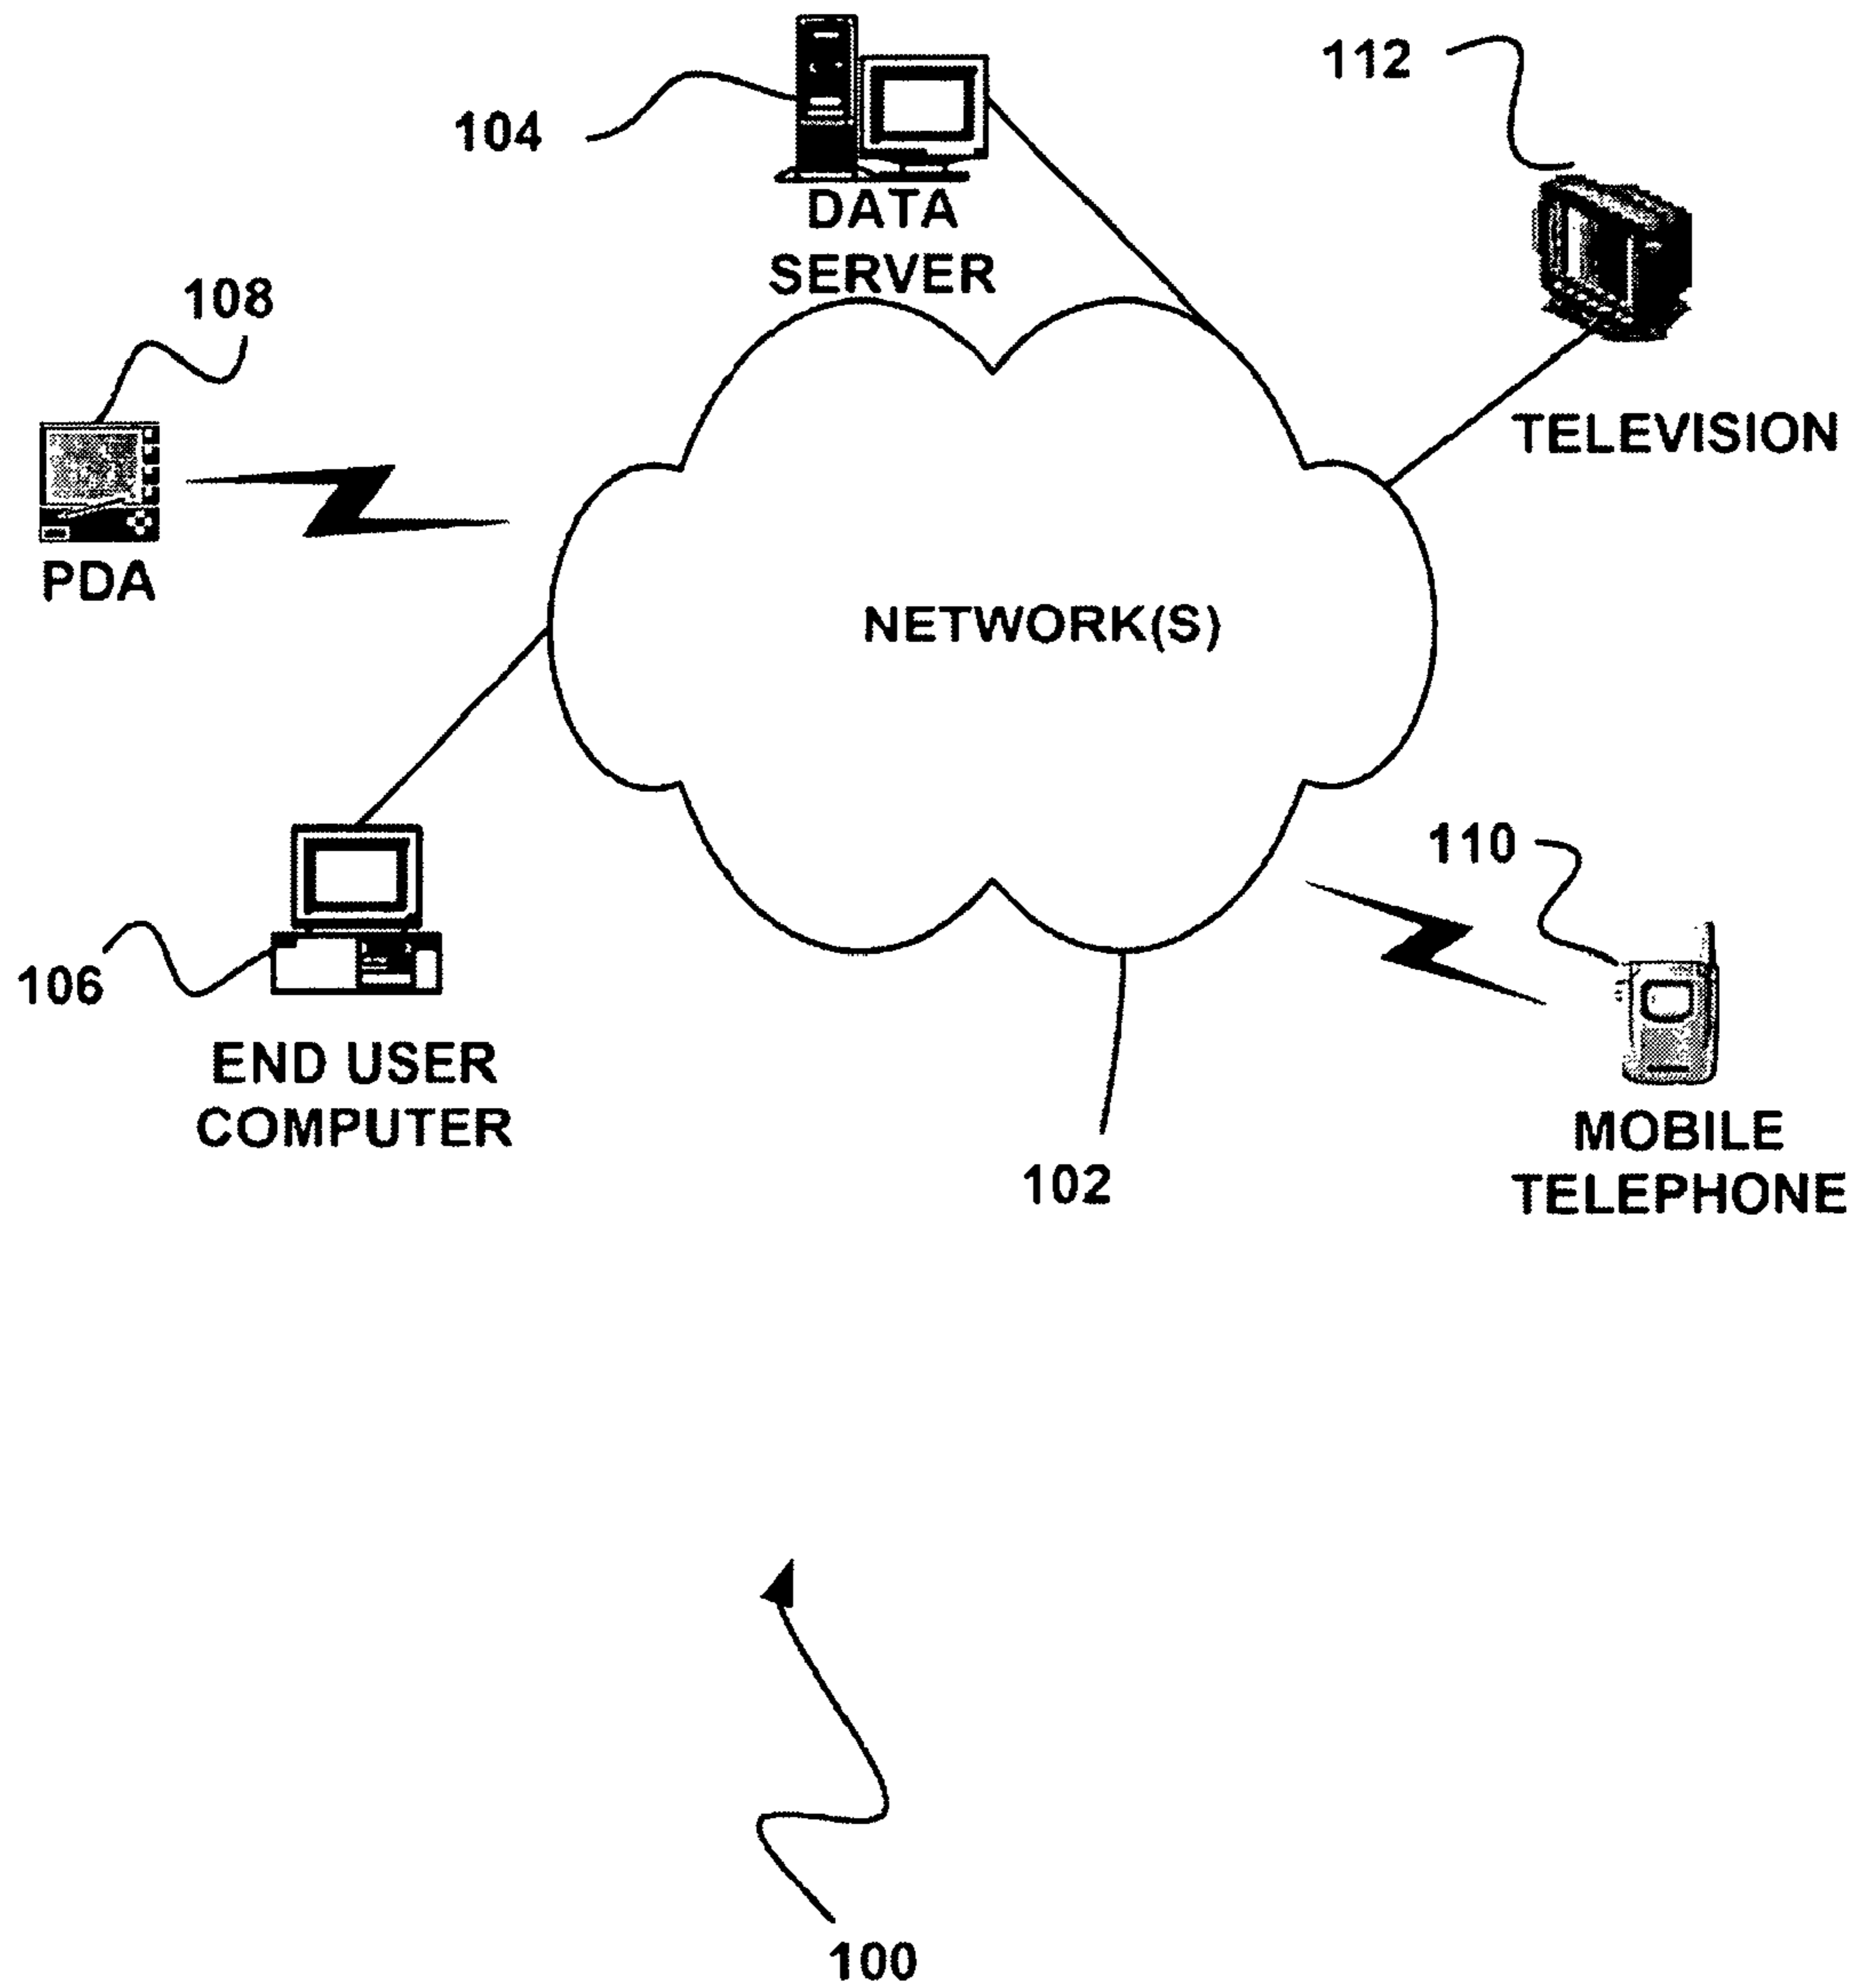 112
104
DATA
SERVER
108
TELEVISION
PDA
NETWORK(S)
110
106
END USER
COMPUTER
MOBILE
TELEPHONE
102
100